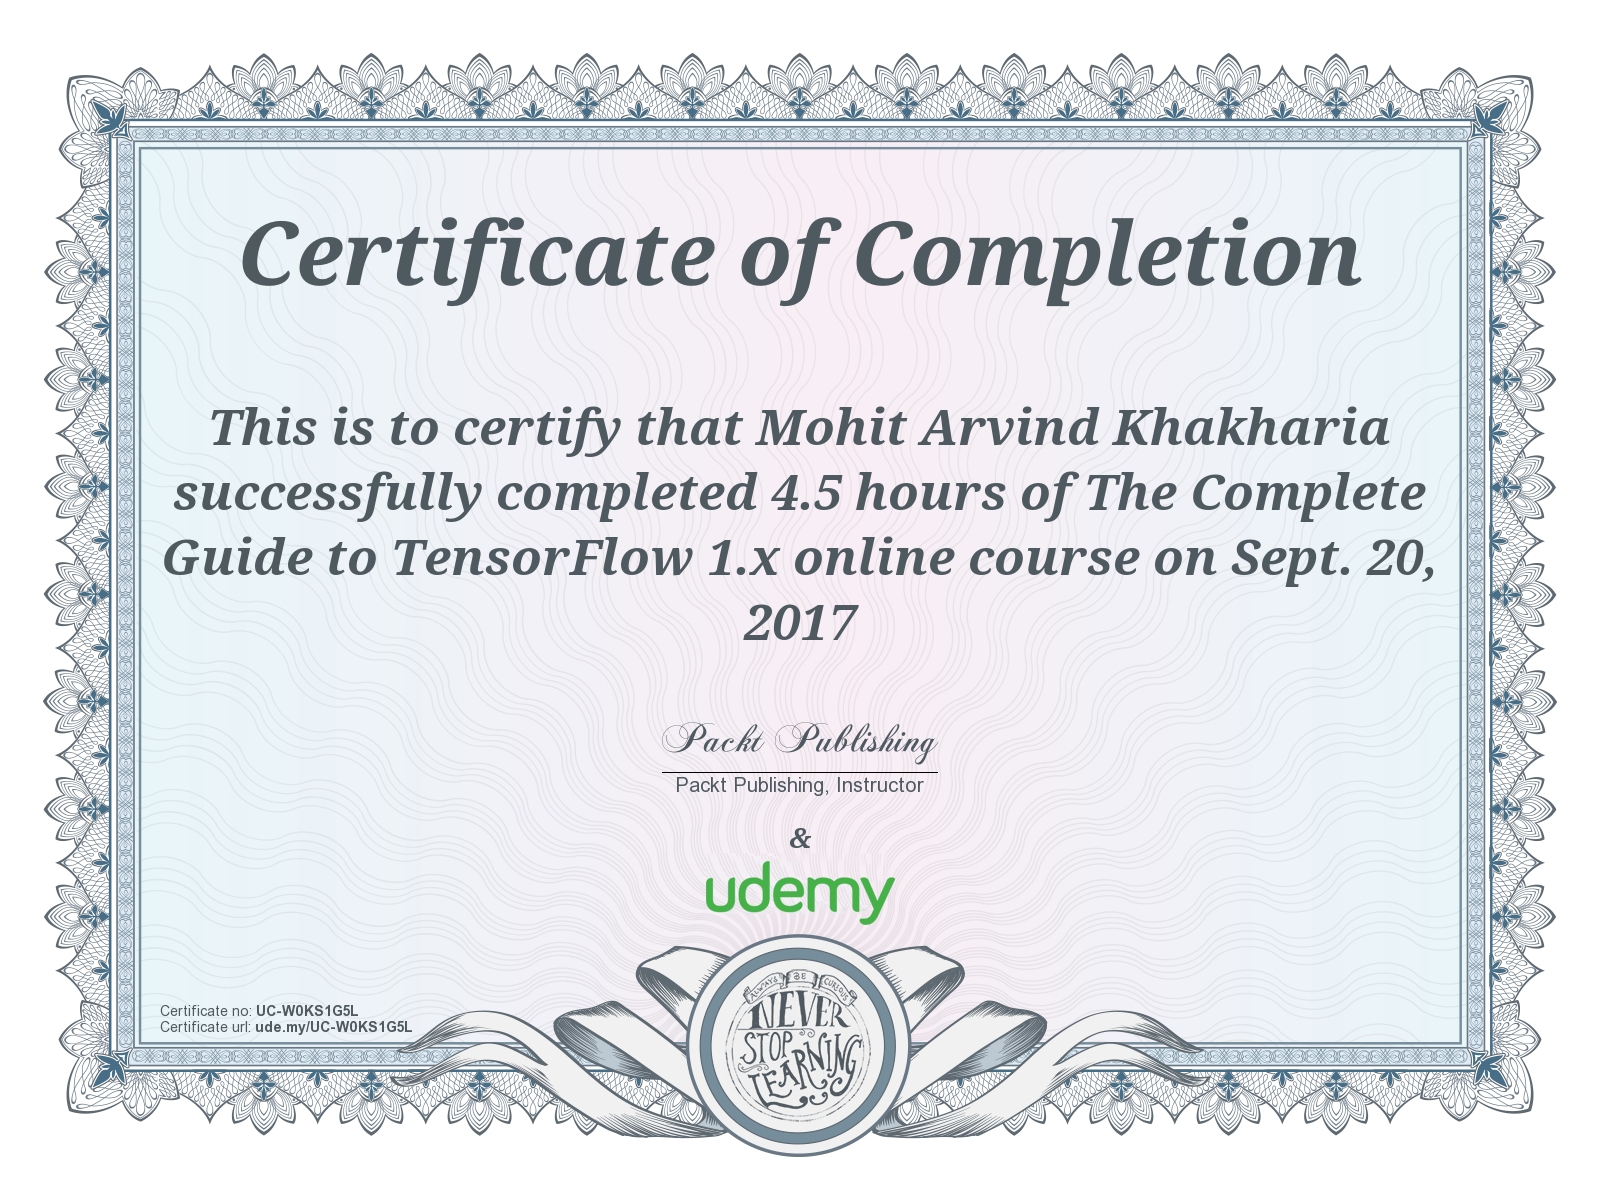 Certificate of Completion
This is to certify that Mohit Arvind Khakharia
successfully completed 4.5 hours of The Complete
Guide to TensorFlow 1.x online course on Sept. 20,
2017
Packt Publishing
Packt Publishing, Instructor
&
udemy
ALWAYS BE CURIOUS
NEVER
STOP
LEARNING
Certificate no: UC-W0KS1G5L
Certificate url: ude.my/UC-W0KS1G5L